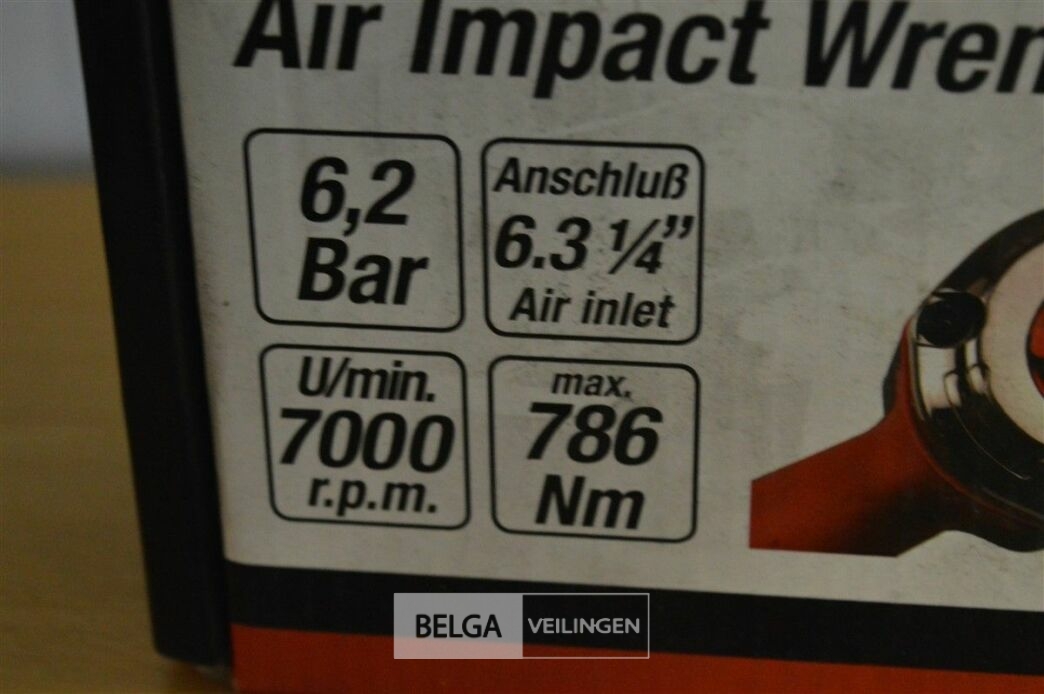 Air Impact Wren
6,2
Bar
Anschluß
6.3 ¼”
Air inlet
U/min.
7000
r.p.m.
max.
786
Nm
BELGA VEILINGEN